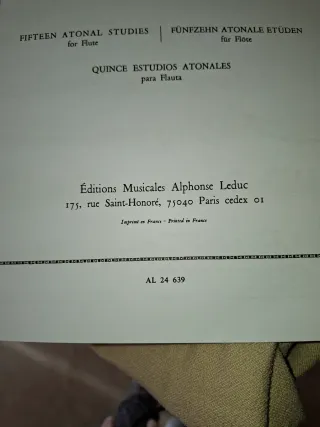 FIFTEEN ATONAL STUDIES
for Flute
FÜNFZEHN ATONALE ETÜDEN
für Flöte
QUINCE ESTUDIOS ATONALES
para Flauta
Éditions Musicales Alphonse Leduc
175, rue Saint-Honoré, 75040 Paris cedex 01
Imprimé en France - Printed in France
AL 24 639